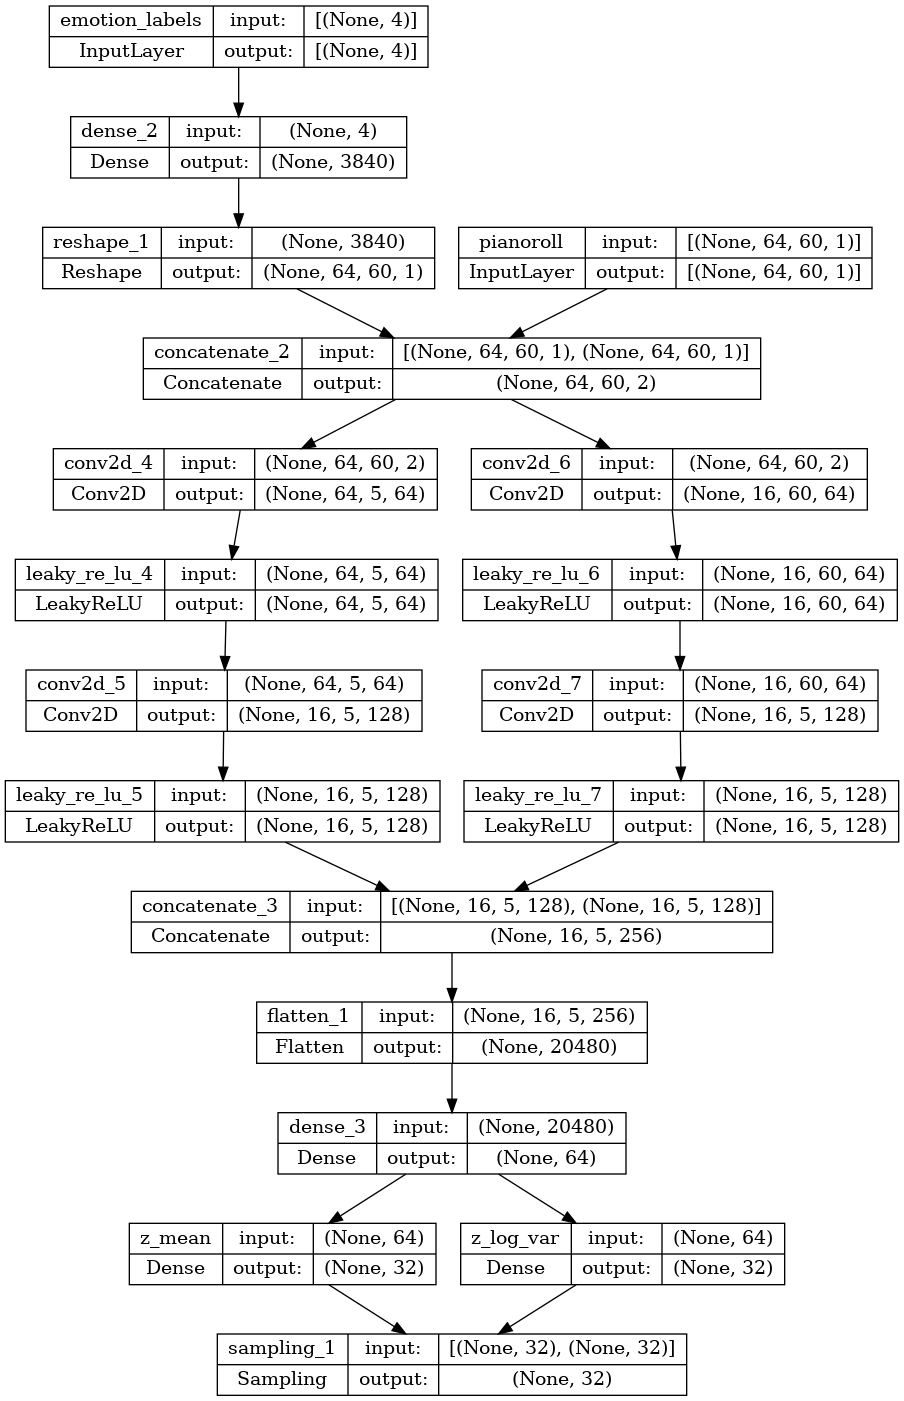 emotion_labels input: [(None, 4)]
InputLayer output: [(None, 4)]
dense_2 input: (None, 4)
Dense output: (None, 3840)
reshape_1 input: (None, 3840)
Reshape output: (None, 64, 60, 1)
pianoroll input: [(None, 64, 60, 1)]
InputLayer output: [(None, 64, 60, 1)]
concatenate_2 input: [(None, 64, 60, 1), (None, 64, 60, 1)]
Concatenate output: (None, 64, 60, 2)
conv2d_4 input: (None, 64, 60, 2)
Conv2D output: (None, 64, 5, 64)
conv2d_6 input: (None, 64, 60, 2)
Conv2D output: (None, 16, 60, 64)
leaky_re_lu_4 input: (None, 64, 5, 64)
LeakyReLU output: (None, 64, 5, 64)
leaky_re_lu_6 input: (None, 16, 60, 64)
LeakyReLU output: (None, 16, 60, 64)
conv2d_5 input: (None, 64, 5, 64)
Conv2D output: (None, 16, 5, 128)
conv2d_7 input: (None, 16, 60, 64)
Conv2D output: (None, 16, 5, 128)
leaky_re_lu_5 input: (None, 16, 5, 128)
LeakyReLU output: (None, 16, 5, 128)
leaky_re_lu_7 input: (None, 16, 5, 128)
LeakyReLU output: (None, 16, 5, 128)
concatenate_3 input: [(None, 16, 5, 128), (None, 16, 5, 128)]
Concatenate output: (None, 16, 5, 256)
flatten_1 input: (None, 16, 5, 256)
Flatten output: (None, 20480)
dense_3 input: (None, 20480)
Dense output: (None, 64)
z_mean input: (None, 64)
Dense output: (None, 32)
z_log_var input: (None, 64)
Dense output: (None, 32)
sampling_1 input: [(None, 32), (None, 32)]
Sampling output: (None, 32)